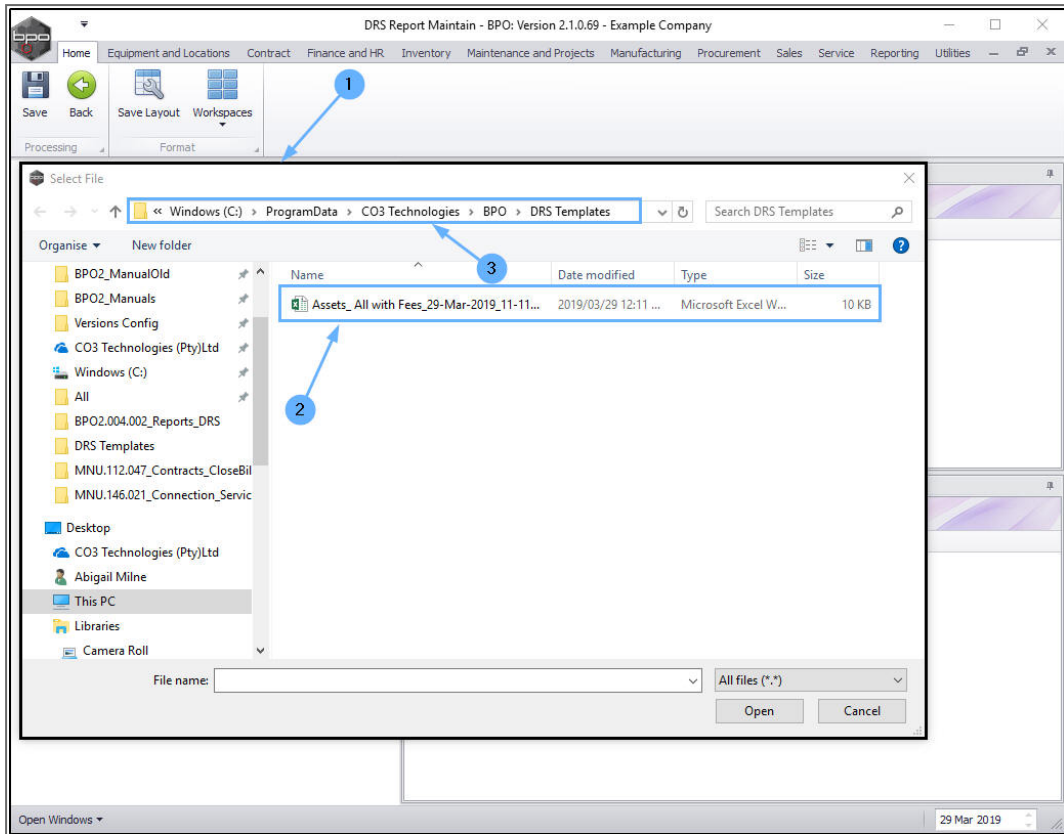 DRS Report Maintain - BPO: Version 2.1.0.69 - Example Company
bpo
Home Equipment and Locations Contract Finance and HR Inventory Maintenance and Projects Manufacturing Procurement Sales Service Reporting Utilities
1
Save Back Save Layout Workspaces
Processing Format
Select File
« Windows (C:) › ProgramData › CO3 Technologies › BPO › DRS Templates Search DRS Templates
Organise New folder
3
BPO2_ManualOld
Name Date modified Type Size
BPO2_Manuals
Assets_ All with Fees_29-Mar-2019_11-11... 2019/03/29 12:11 ... Microsoft Excel W... 10 KB
Versions Config
CO3 Technologies (Pty)Ltd
Windows (C:)
All
2
BPO2.004.002_Reports_DRS
DRS Templates
MNU.112.047_Contracts_CloseBil
MNU.146.021_Connection_Servic
Desktop
CO3 Technologies (Pty)Ltd
Abigail Milne
This PC
Libraries
Camera Roll
File name: All files (*.*)
Open Cancel
Open Windows 29 Mar 2019